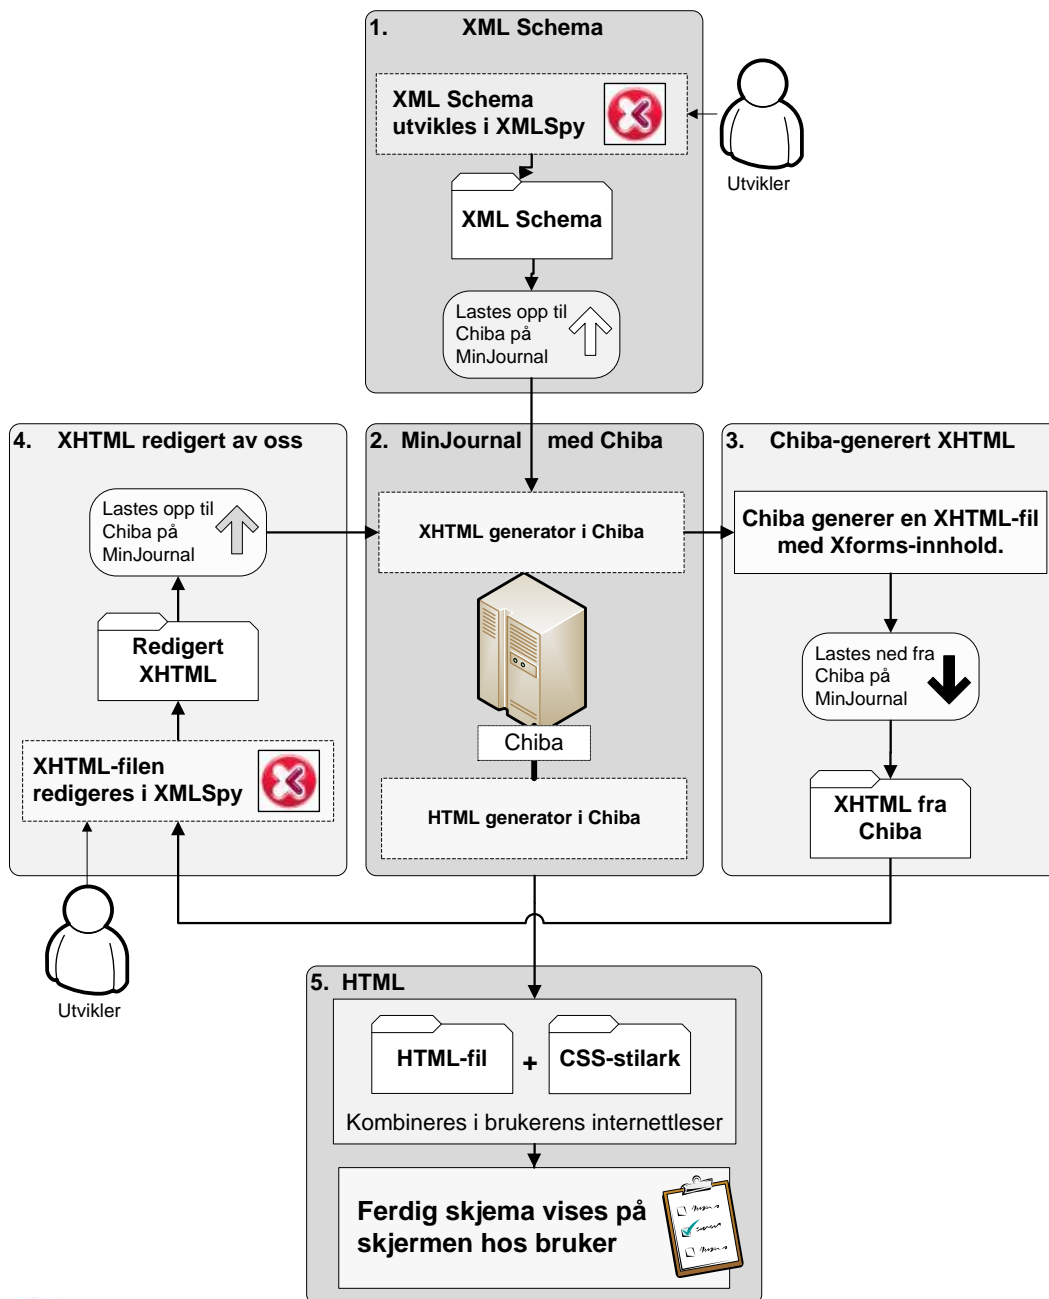 1. XML Schema
XML Schema
utvikles i XMLSpy
Utvikler
XML Schema
Lastes opp til
Chiba på
MinJournal
4. XHTML redigert av oss
Lastes opp til
Chiba på
MinJournal
Redigert
XHTML
XHTML-filen
redigeres i XMLSpy
Utvikler
2. MinJournal med Chiba
XHTML generator i Chiba
Chiba
HTML generator i Chiba
3. Chiba-generert XHTML
Chiba generer en XHTML-fil
med Xforms-innhold.
Lastes ned fra
Chiba på
MinJournal
XHTML fra
Chiba
5. HTML
HTML-fil + CSS-stilark
Kombineres i brukerens internettleser
Ferdig skjema vises på
skjermen hos bruker